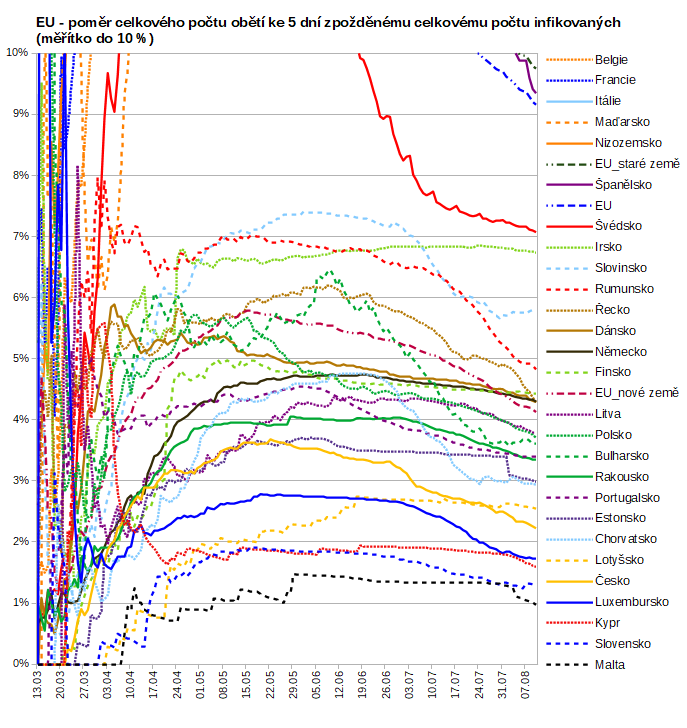 EU - poměr celkového počtu obětí ke 5 dní zpožděnému celkovému počtu infikovaných
(měřítko do 10 %)
10%
9%
8%
7%
6%
5%
4%
3%
2%
1%
0%
13.03
20.03
27.03
03.04
10.04
17.04
24.04
01.05
08.05
15.05
22.05
29.05
05.06
12.06
19.06
26.06
03.07
10.07
17.07
24.07
31.07
07.08
Belgie
Francie
Itálie
Maďarsko
Nizozemsko
EU_staré země
Španělsko
EU
Švédsko
Irsko
Slovinsko
Rumunsko
Řecko
Dánsko
Německo
Finsko
EU_nové země
Litva
Polsko
Bulharsko
Rakousko
Portugalsko
Estonsko
Chorvatsko
Lotyšsko
Česko
Luxembursko
Kypr
Slovensko
Malta